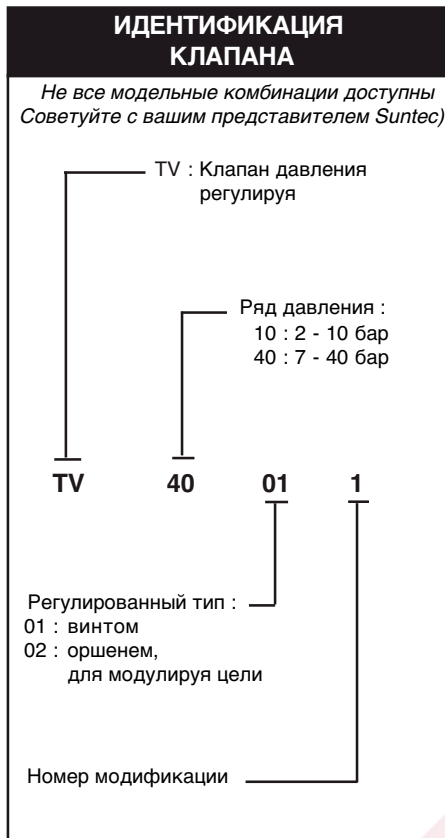 ИДЕНТИФИКАЦИЯ
КЛАПАНА
Не все модельные комбинации доступны
Советуйте с вашим представителем Suntec)
TV : Клапан давления
регулируя
Ряд давления :
10 : 2 - 10 бар
40 : 7 - 40 бар
TV 40 01 1
Регулированный тип :
01 : винтом
02 : оршенем,
для модулируя цели
Номер модификации